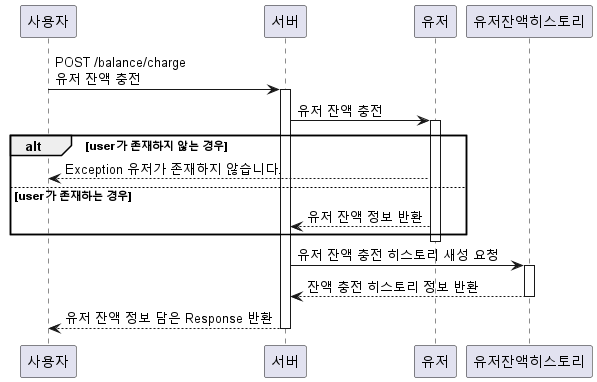 사용자 서버 유저 유저잔액히스토리
POST /balance/charge
유저 잔액 충전
유저 잔액 충전
alt [user가 존재하지 않는 경우]
Exception 유저가 존재하지 않습니다.
[user가 존재하는 경우]
유저 잔액 정보 반환
유저 잔액 충전 히스토리 새성 요청
잔액 충전 히스토리 정보 반환
유저 잔액 정보 담은 Response 반환
사용자 서버 유저 유저잔액히스토리